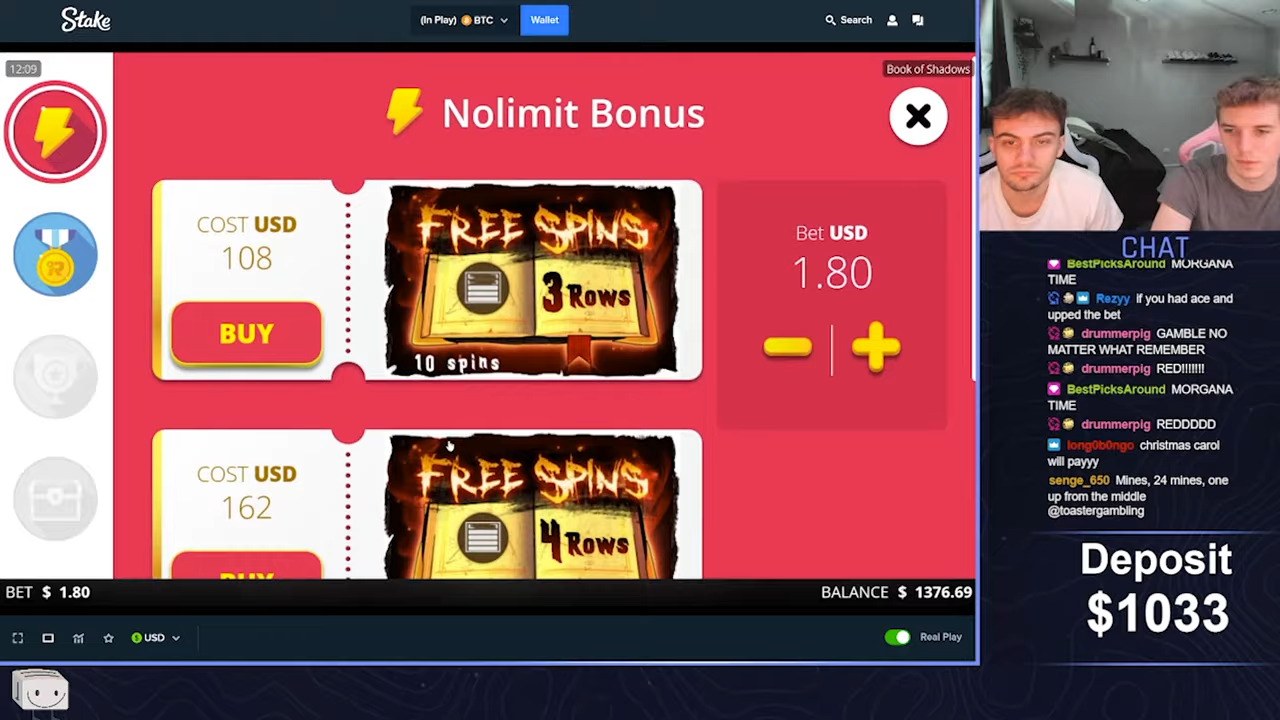 Stake
(In Play) BTC
Wallet
Search
12:09
Book of Shadows
Nolimit Bonus
COST USD
108
BUY
FREE SPINS
3 Rows
10 spins
Bet USD
1.80
COST USD
162
BUY
FREE SPINS
4 Rows
BET $ 1.80
BALANCE $ 1376.69
USD
Real Play
CHAT
BestPicksAround MORGANA
TIME
Rezyy if you had ace and
upped the bet
drummerpig GAMBLE NO
MATTER WHAT REMEMBER
drummerpig RED!!!!!!!
BestPicksAround MORGANA
TIME
drummerpig REDDDDD
long0b0ngo christmas carol
will payyy
senge_650 Mines, 24 mines, one
up from the middle
@toastergambling
Deposit
$1033